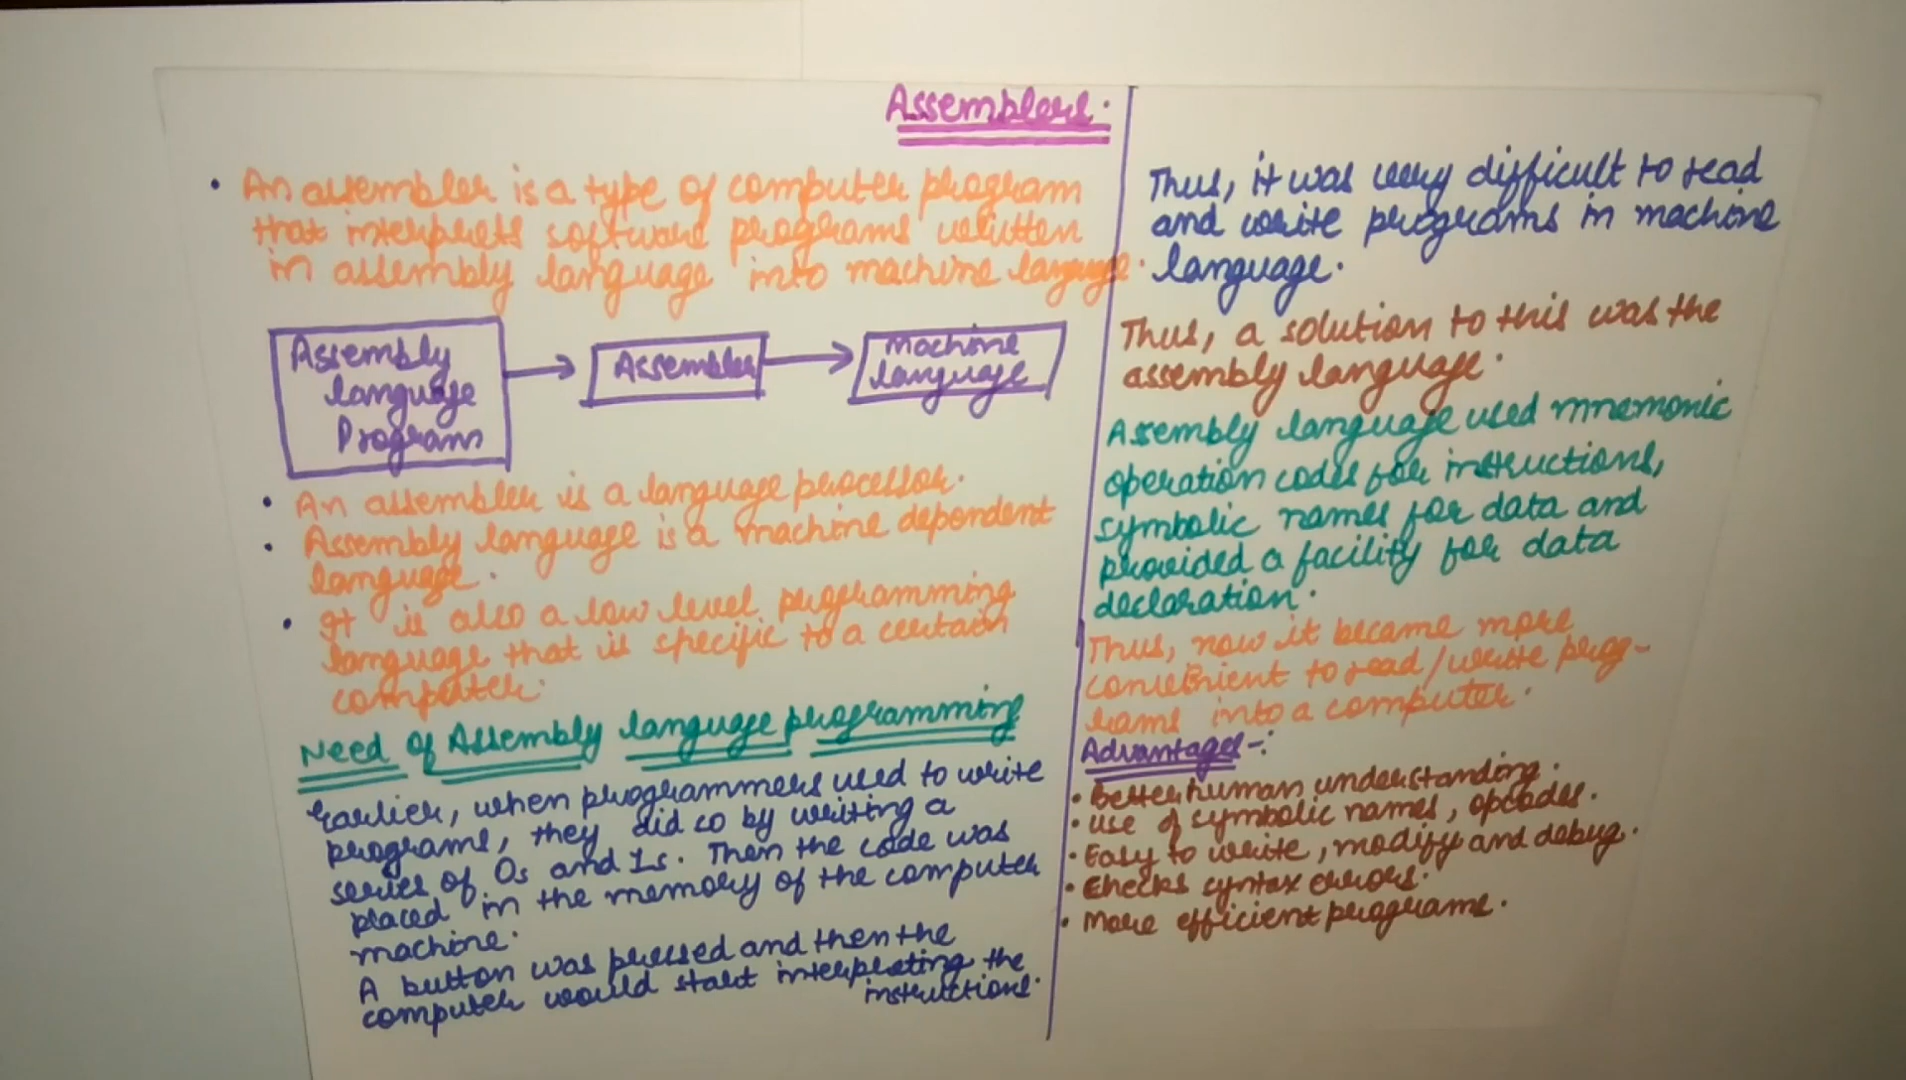 Assemblers.
• An assembler is a type of computer program
that interprets software programs written
in assembly language into machine language.
Assembly
language
Program
Assembler
Machine
language
• An assembler is a language processor.
• Assembly language is a machine dependent
language.
• It is also a low level programming
language that is specific to a certain
computer.
Need of Assembly language programming
Earlier, when programmers used to write
programs, they did so by writing a
series of 0s and 1s. Then the code was
placed in the memory of the computer
machine.
A button was pressed and then the
computer would start interpreting the
instructions.
Thus, it was very difficult to read
and write programs in machine
language.
Thus, a solution to this was the
assembly language.
Assembly language used mnemonic
operation codes for instructions,
symbolic names for data and
provided a facility for data
declaration.
Thus, now it became more
convenient to read/write prog-
rams into a computer.
Advantages -:
• Better human understanding.
• use of symbolic names, opcodes.
• Easy to write, modify and debug.
• Checks syntax errors.
• More efficient programs.